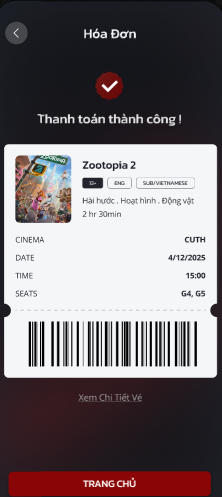 Hóa Đơn
Thanh toán thành công !
Zootopia 2
12+ ENG SUB/VIETNAMESE
Hài hước . Hoạt hình . Động vật
2 hr 30min
CINEMA CUTH
DATE 4/12/2025
TIME 15:00
SEATS G4, G5
Xem Chi Tiết Vé
TRANG CHỦ